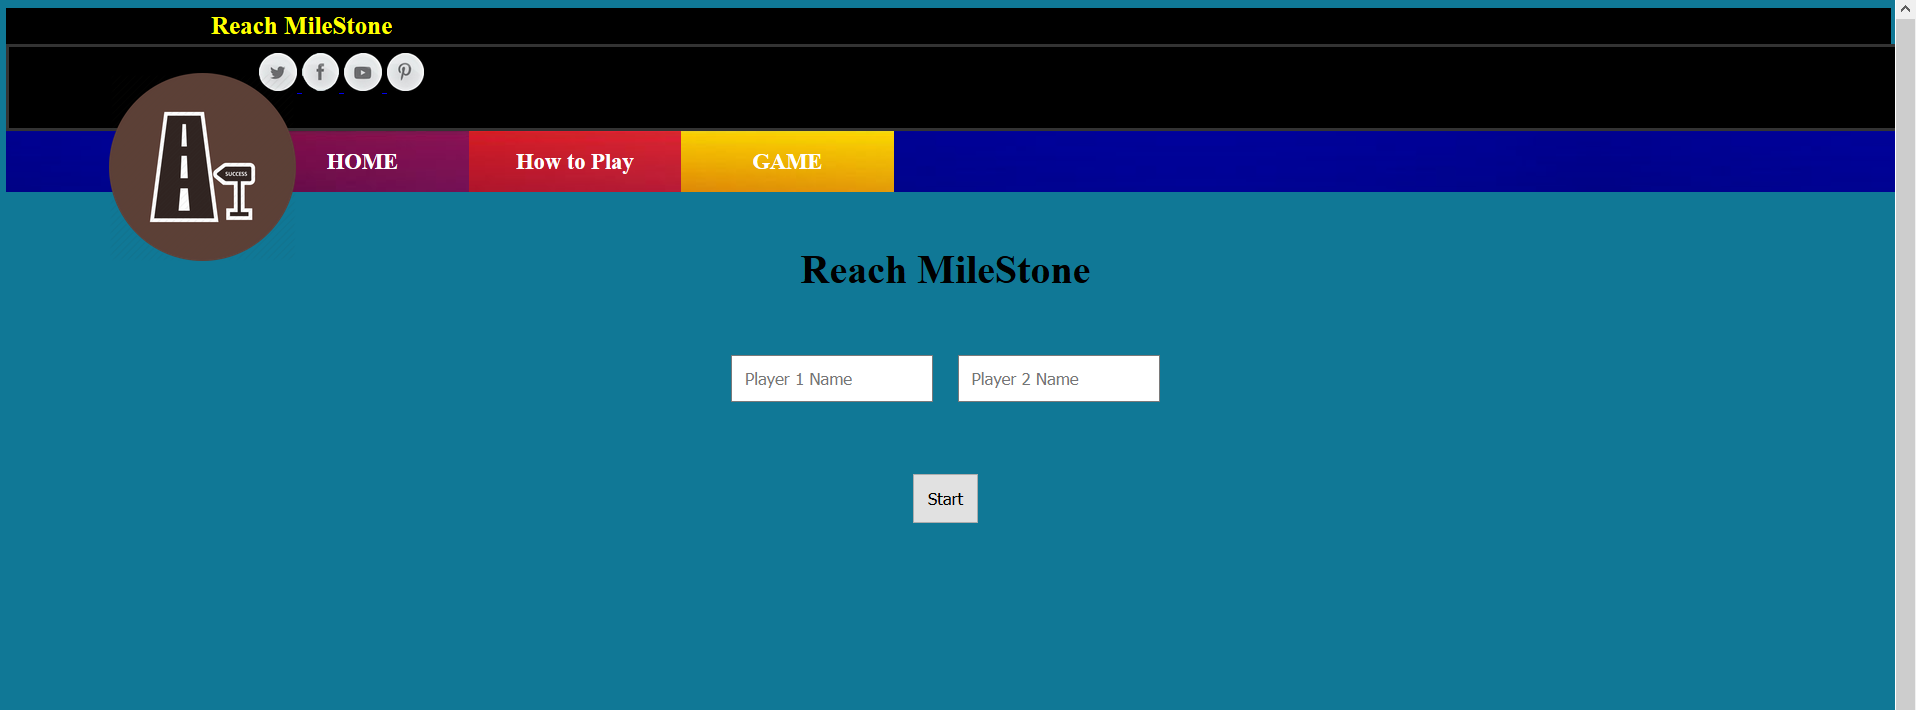 Reach MileStone
SUCCESS
HOME
How to Play
GAME
Reach MileStone
Player 1 Name
Player 2 Name
Start